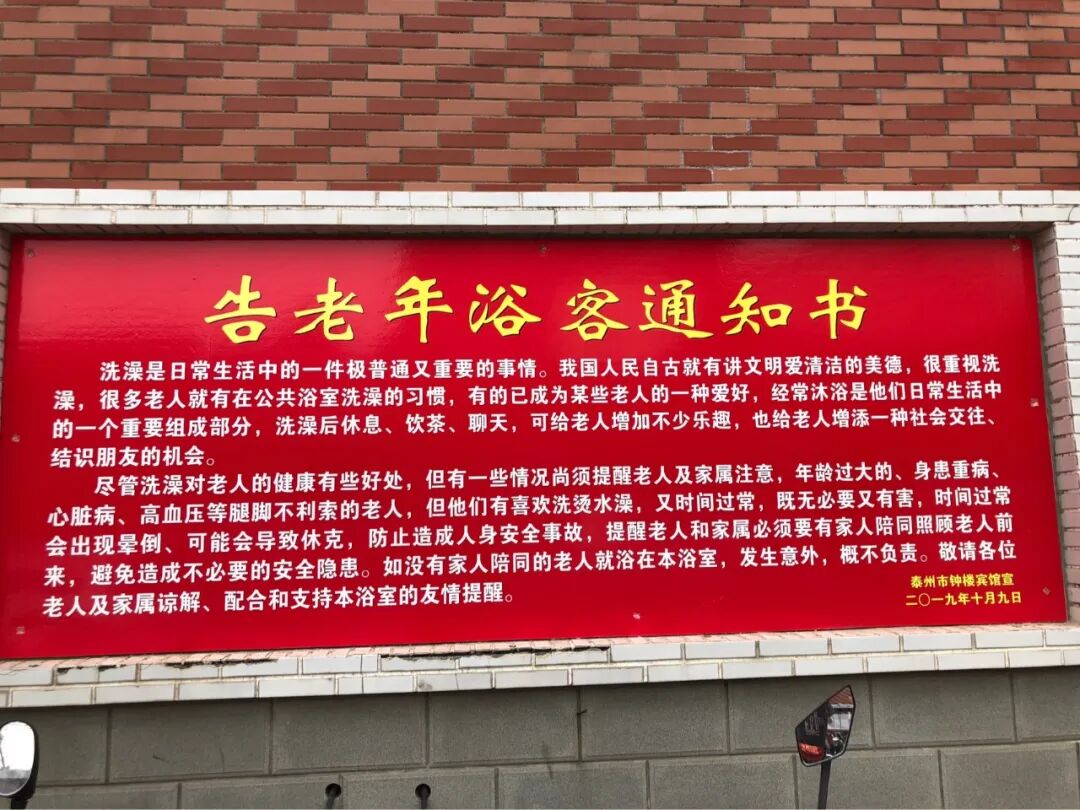 告老年浴客通知书
洗澡是日常生活中的一件极普通又重要的事情。我国人民自古就有讲文明爱清洁的美德，很重视洗
澡，很多老人就有在公共浴室洗澡的习惯，有的已成为某些老人的一种爱好，经常沐浴是他们日常生活中
的一个重要组成部分，洗澡后休息、饮茶、聊天，可给老人增加不少乐趣，也给老人增添一种社会交往、
结识朋友的机会。
尽管洗澡对老人的健康有些好处，但有一些情况尚须提醒老人及家属注意，年龄过大的、身患重病、
心脏病、高血压等腿脚不利索的老人，但他们有喜欢洗烫水澡，又时间过常，既无必要又有害，时间过常
会出现晕倒、可能会导致休克，防止造成人身安全事故，提醒老人和家属必须要有家人陪同照顾老人前
来，避免造成不必要的安全隐患。如没有家人陪同的老人就浴在本浴室，发生意外，概不负责。敬请各位
老人及家属谅解、配合和支持本浴室的友情提醒。
泰州市钟楼宾馆宣
二〇一九年十月九日